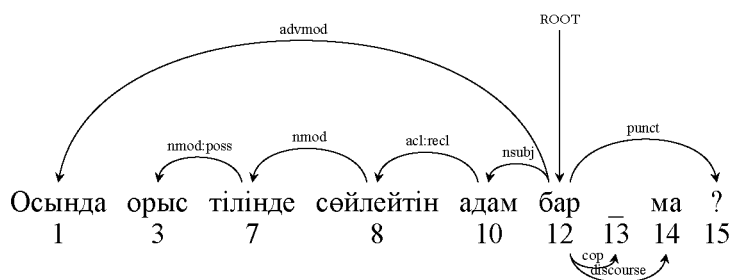 ROOT
advmod
punct
nmod:poss
nmod
acl:recl
nsubj
Осында орыс тілінде сөйлейтін адам бар _ ма ?
1 3 7 8 10 12 13 14 15
cop
discourse